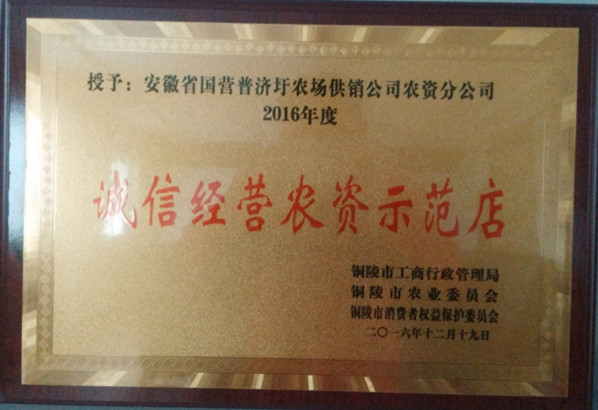 授予：安徽省国营普济圩农场供销公司农资分公司
2016年度
诚信经营农资示范店
铜陵市工商行政管理局
铜陵市农业委员会
铜陵市消费者权益保护委员会
二〇一六年十二月十九日